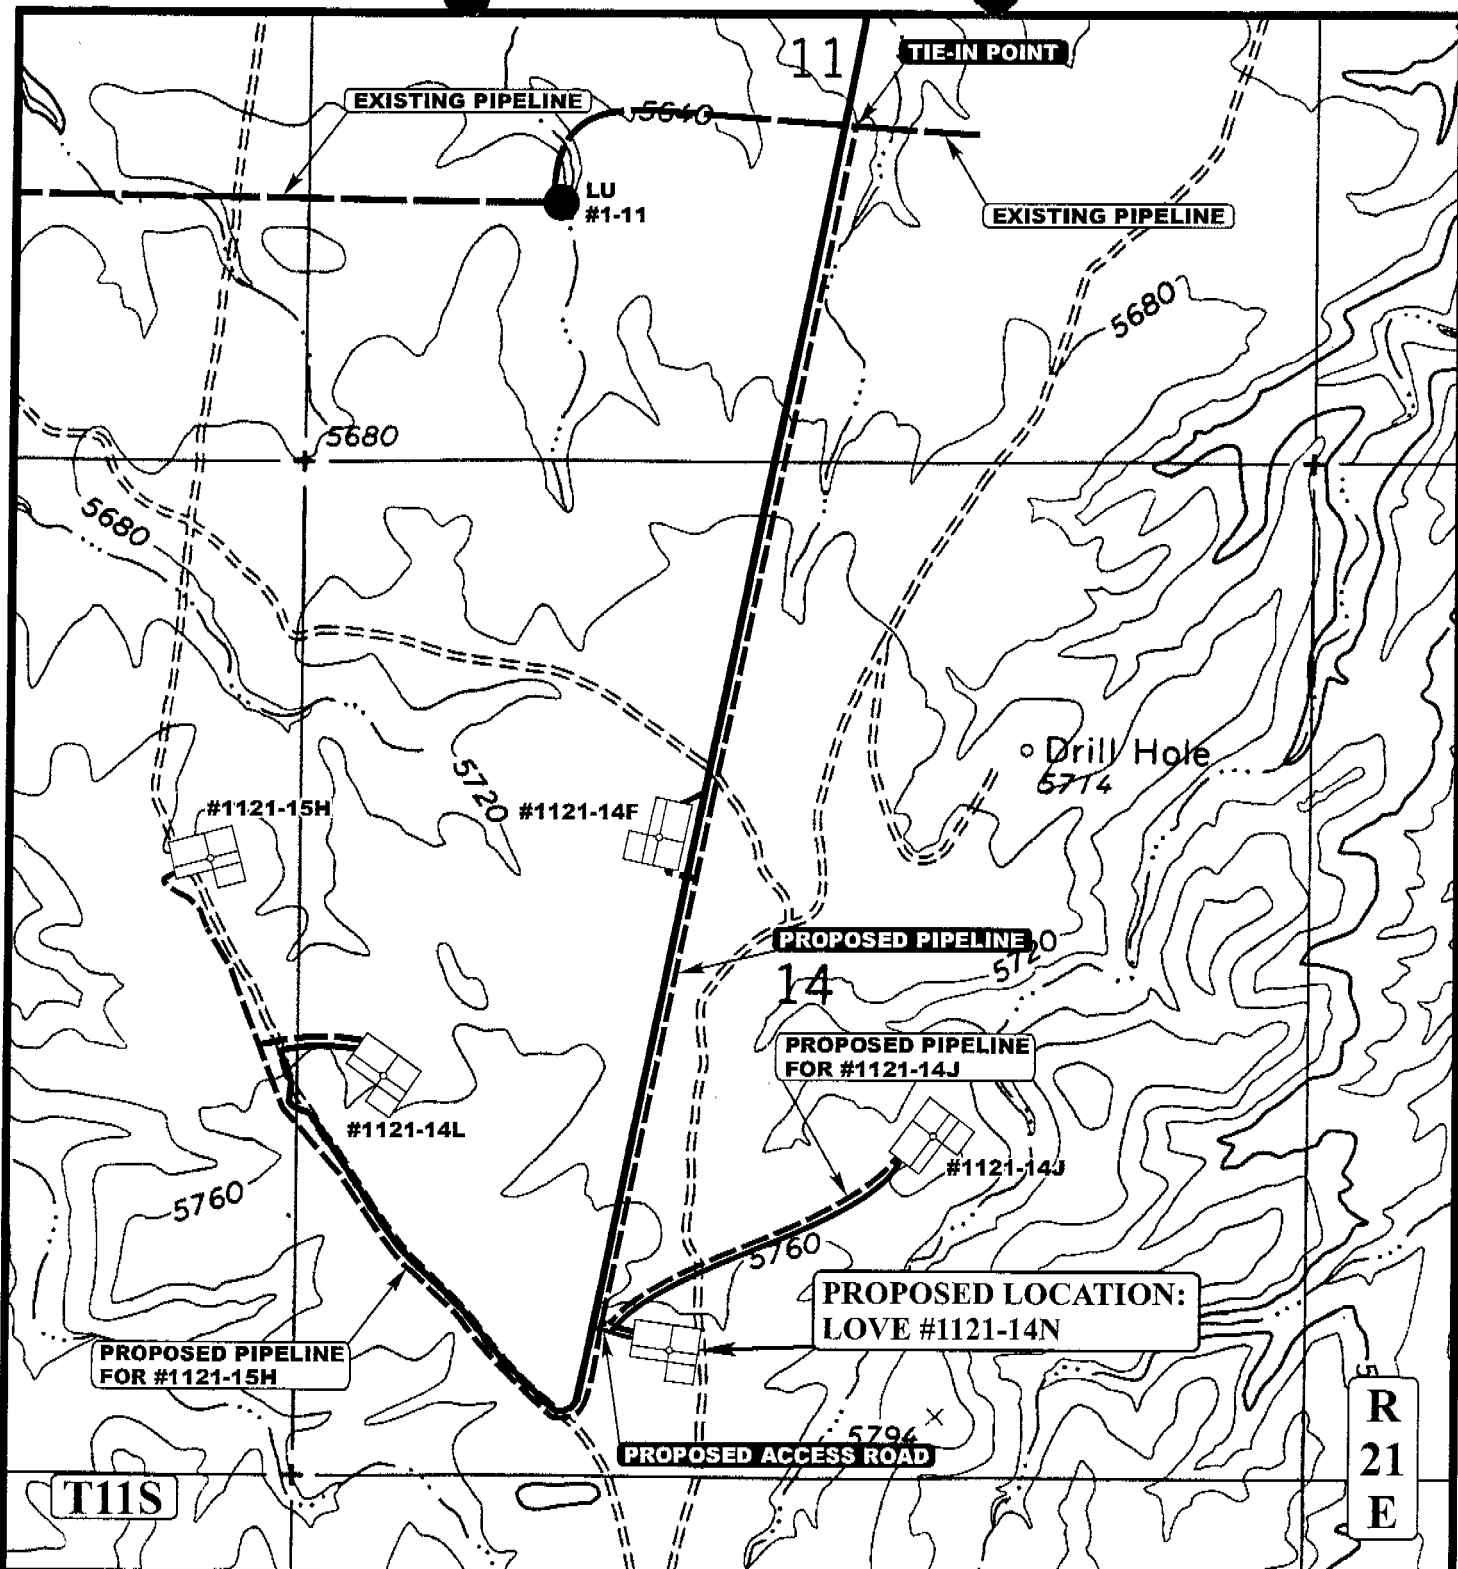 11
TIE-IN POINT
EXISTING PIPELINE
5640
LU
#1-11
EXISTING PIPELINE
5680
5680
5680
Drill Hole
5714
5720
#1121-15H
#1121-14F
PROPOSED PIPELINE
5720
14
PROPOSED PIPELINE
FOR #1121-14J
#1121-14L
#1121-14J
5760
5760
PROPOSED LOCATION:
LOVE #1121-14N
PROPOSED PIPELINE
FOR #1121-15H
5794
PROPOSED ACCESS ROAD
T11S
R
21
E